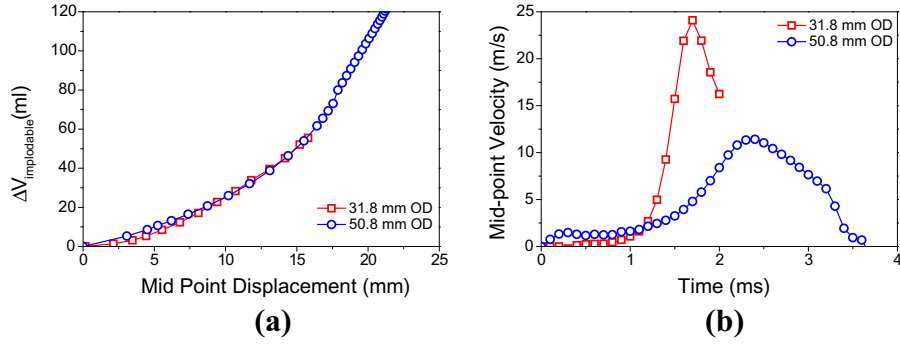 120
100
80
60
40
20
0
ΔV_implodable(ml)
31.8 mm OD
50.8 mm OD
0 5 10 15 20 25
Mid Point Displacement (mm)
(a)
25
20
15
10
5
0
Mid-point Velocity (m/s)
31.8 mm OD
50.8 mm OD
0 1 2 3 4
Time (ms)
(b)